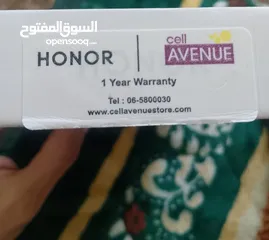 السوق المفتوح
opensooq.com
HONOR
cell
AVENUE
1 Year Warranty
Tel : 06-5800030
www.cellavenuestore.com